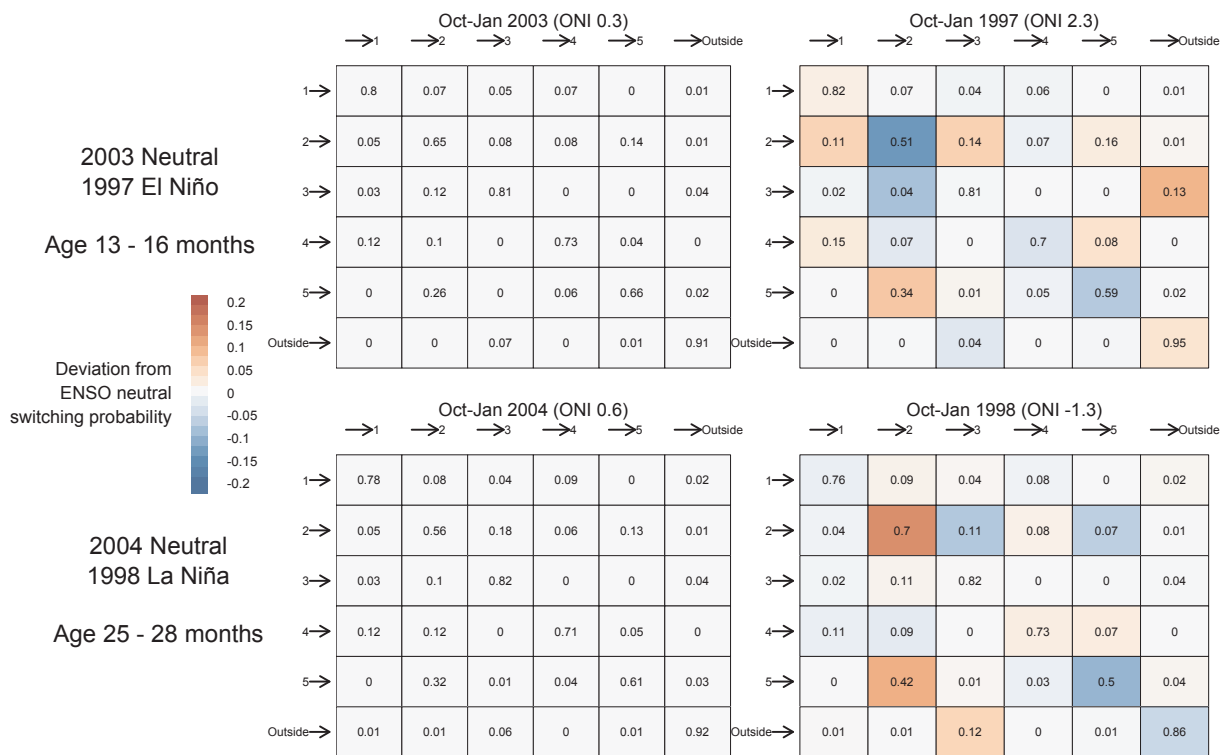 Oct-Jan 2003 (ONI 0.3)
1 2 3 4 5 Outside
1 0.8 0.07 0.05 0.07 0 0.01
2 0.05 0.65 0.08 0.08 0.14 0.01
3 0.03 0.12 0.81 0 0 0.04
4 0.12 0.1 0 0.73 0.04 0
5 0 0.26 0 0.06 0.66 0.02
Outside 0 0 0.07 0 0.01 0.91
Oct-Jan 1997 (ONI 2.3)
1 2 3 4 5 Outside
1 0.82 0.07 0.04 0.06 0 0.01
2 0.11 0.51 0.14 0.07 0.16 0.01
3 0.02 0.04 0.81 0 0 0.13
4 0.15 0.07 0 0.7 0.08 0
5 0 0.34 0.01 0.05 0.59 0.02
Outside 0 0 0.04 0 0 0.95
2003 Neutral
1997 El Niño
Age 13 - 16 months
0.2
0.15
0.1
0.05
0
-0.05
-0.1
-0.15
-0.2
Deviation from
ENSO neutral
switching probability
Oct-Jan 2004 (ONI 0.6)
1 2 3 4 5 Outside
1 0.78 0.08 0.04 0.09 0 0.02
2 0.05 0.56 0.18 0.06 0.13 0.01
3 0.03 0.1 0.82 0 0 0.04
4 0.12 0.12 0 0.71 0.05 0
5 0 0.32 0.01 0.04 0.61 0.03
Outside 0.01 0.01 0.06 0 0 0.92
Oct-Jan 1998 (ONI -1.3)
1 2 3 4 5 Outside
1 0.76 0.09 0.04 0.08 0 0.02
2 0.04 0.7 0.11 0.08 0.07 0.01
3 0.02 0.11 0.82 0 0 0.04
4 0.11 0.09 0 0.73 0.07 0
5 0 0.42 0.01 0.03 0.5 0.04
Outside 0.01 0.01 0.12 0 0.01 0.86
2004 Neutral
1998 La Niña
Age 25 - 28 months